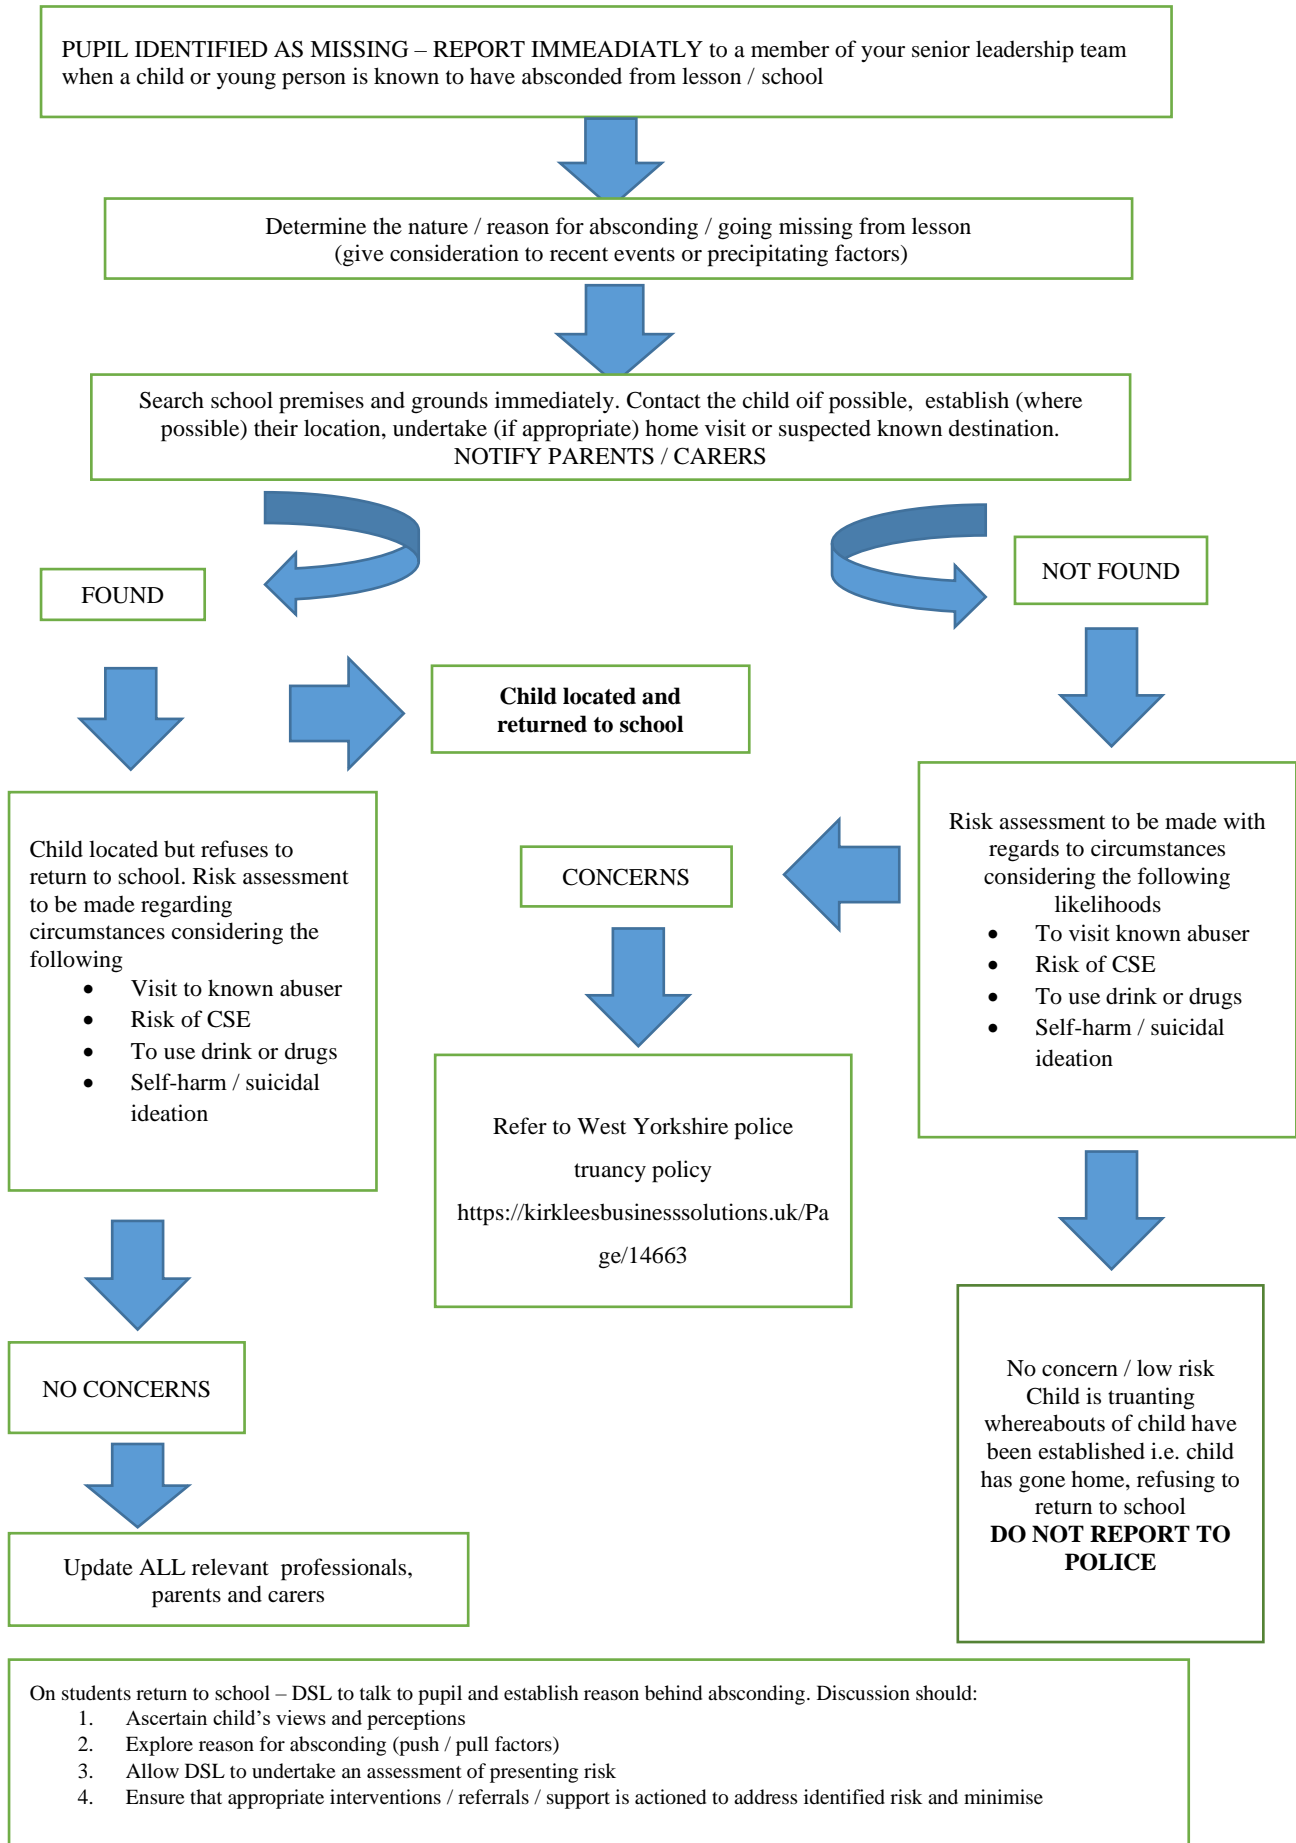 PUPIL IDENTIFIED AS MISSING – REPORT IMMEADIATLY to a member of your senior leadership team
when a child or young person is known to have absconded from lesson / school
Determine the nature / reason for absconding / going missing from lesson
(give consideration to recent events or precipitating factors)
Search school premises and grounds immediately. Contact the child oif possible, establish (where
possible) their location, undertake (if appropriate) home visit or suspected known destination.
NOTIFY PARENTS / CARERS
FOUND
NOT FOUND
Child located and
returned to school
Child located but refuses to
return to school. Risk assessment
to be made regarding
circumstances considering the
following
• Visit to known abuser
• Risk of CSE
• To use drink or drugs
• Self-harm / suicidal
ideation
CONCERNS
Risk assessment to be made with
regards to circumstances
considering the following
likelihoods
• To visit known abuser
• Risk of CSE
• To use drink or drugs
• Self-harm / suicidal
ideation
Refer to West Yorkshire police
truancy policy
https://kirkleesbusinesssolutions.uk/Pa
ge/14663
NO CONCERNS
No concern / low risk
Child is truanting
whereabouts of child have
been established i.e. child
has gone home, refusing to
return to school
DO NOT REPORT TO
POLICE
Update ALL relevant professionals,
parents and carers
On students return to school – DSL to talk to pupil and establish reason behind absconding. Discussion should:
1. Ascertain child's views and perceptions
2. Explore reason for absconding (push / pull factors)
3. Allow DSL to undertake an assessment of presenting risk
4. Ensure that appropriate interventions / referrals / support is actioned to address identified risk and minimise